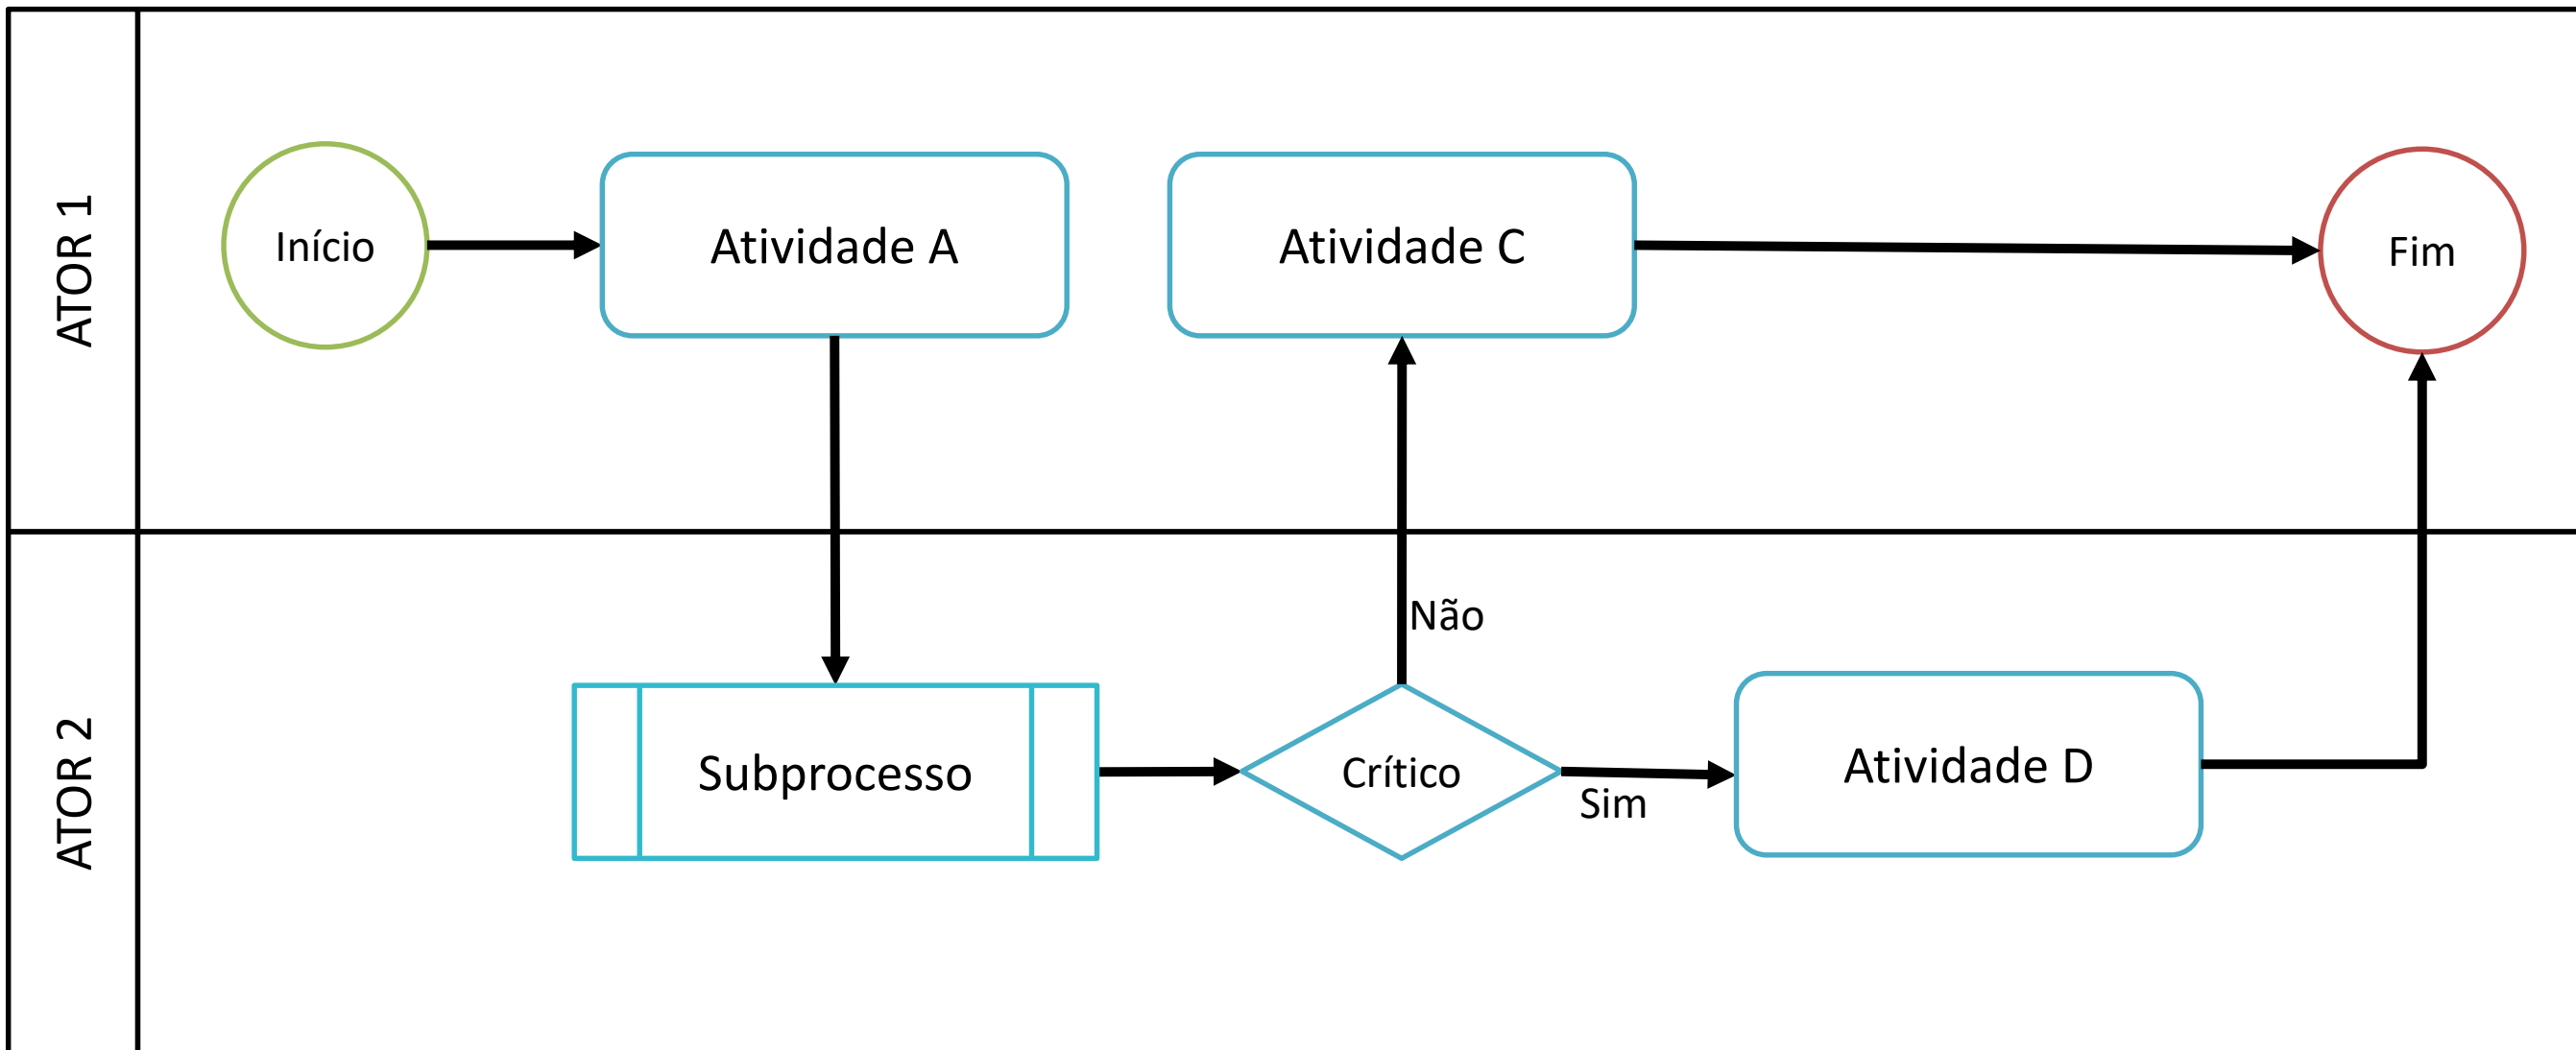 ATOR 1
Início
Atividade A
Atividade C
Fim
ATOR 2
Não
Subprocesso
Crítico
Sim
Atividade D